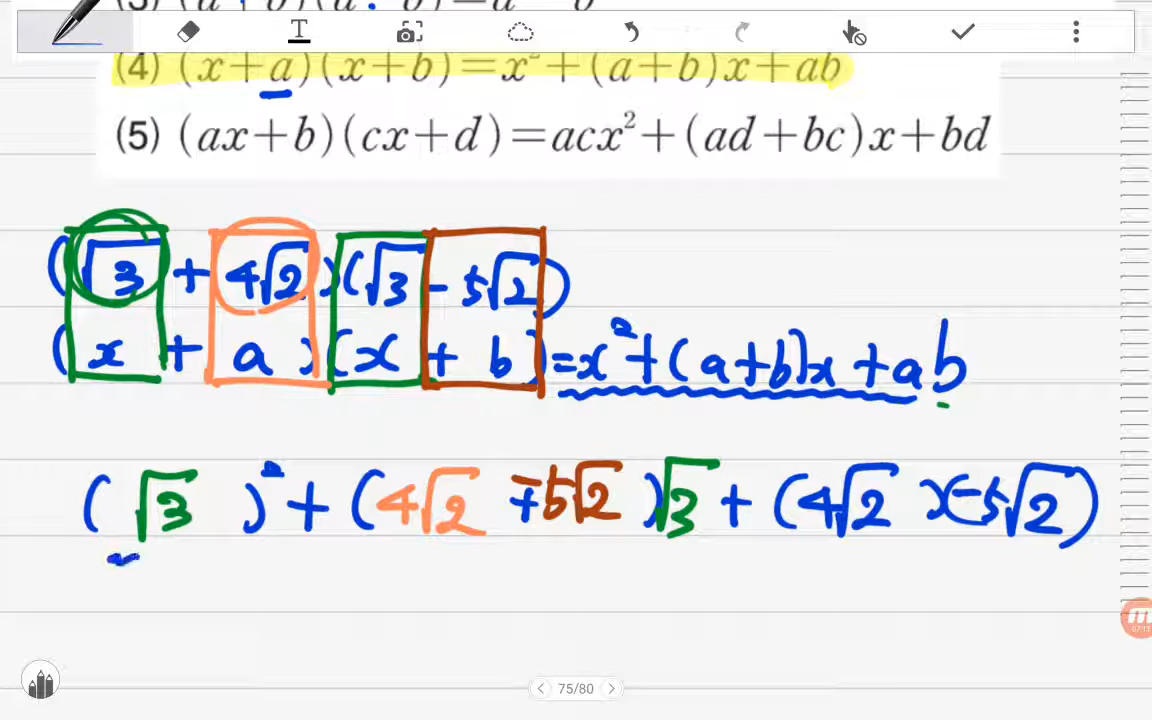 (4) (x+a)(x+b)=x²+(a+b)x+ab
(5) (ax+b)(cx+d)=acx²+(ad+bc)x+bd
(√3 + 4√2)(√3 - 5√2)
(x + a)(x + b)=x²+(a+b)x+ab
(√3)²+(4√2 -5√2)√3+(4√2)(-5√2)
75/80